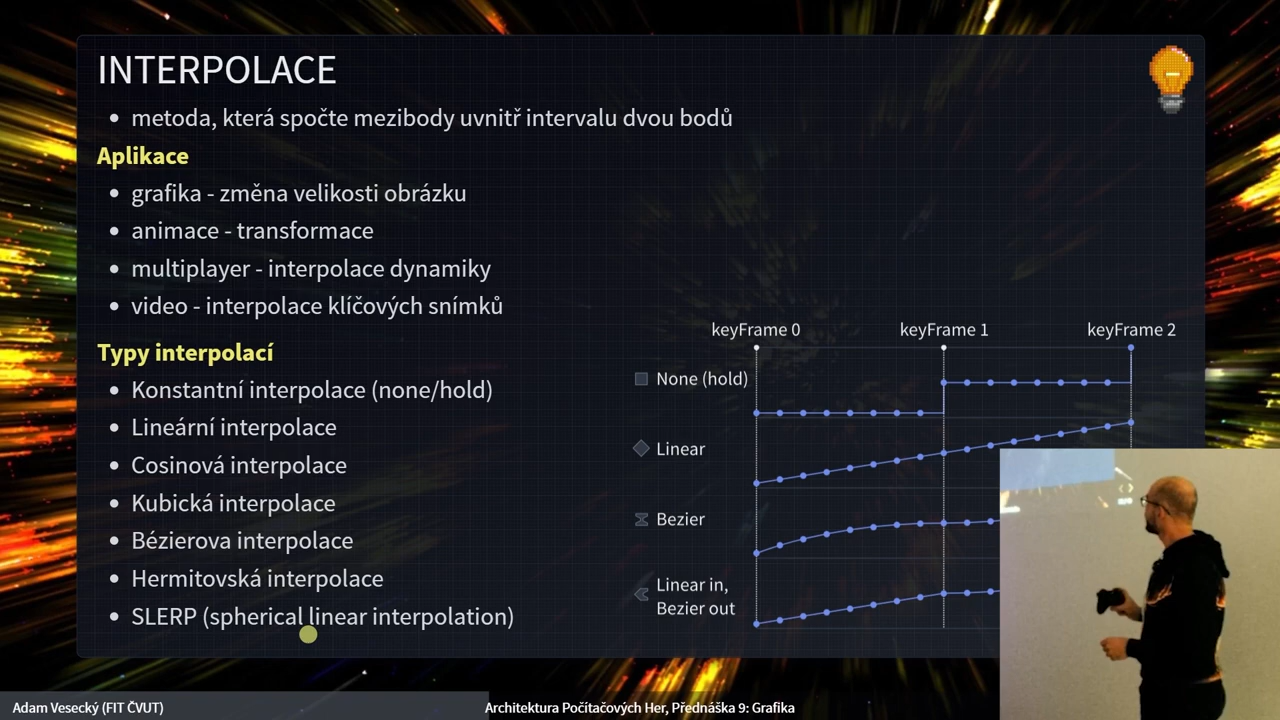 INTERPOLACE
metoda, která spočte mezibody uvnitř intervalu dvou bodů
Aplikace
grafika - změna velikosti obrázku
animace - transformace
multiplayer - interpolace dynamiky
video - interpolace klíčových snímků
Typy interpolací
Konstantní interpolace (none/hold)
Lineární interpolace
Cosinová interpolace
Kubická interpolace
Bézierova interpolace
Hermitovská interpolace
SLERP (spherical linear interpolation)
keyFrame 0 keyFrame 1 keyFrame 2
None (hold)
Linear
Bezier
Linear in,
Bezier out
Adam Vesecký (FIT ČVUT) Architektura Počítačových Her, Přednáška 9: Grafika